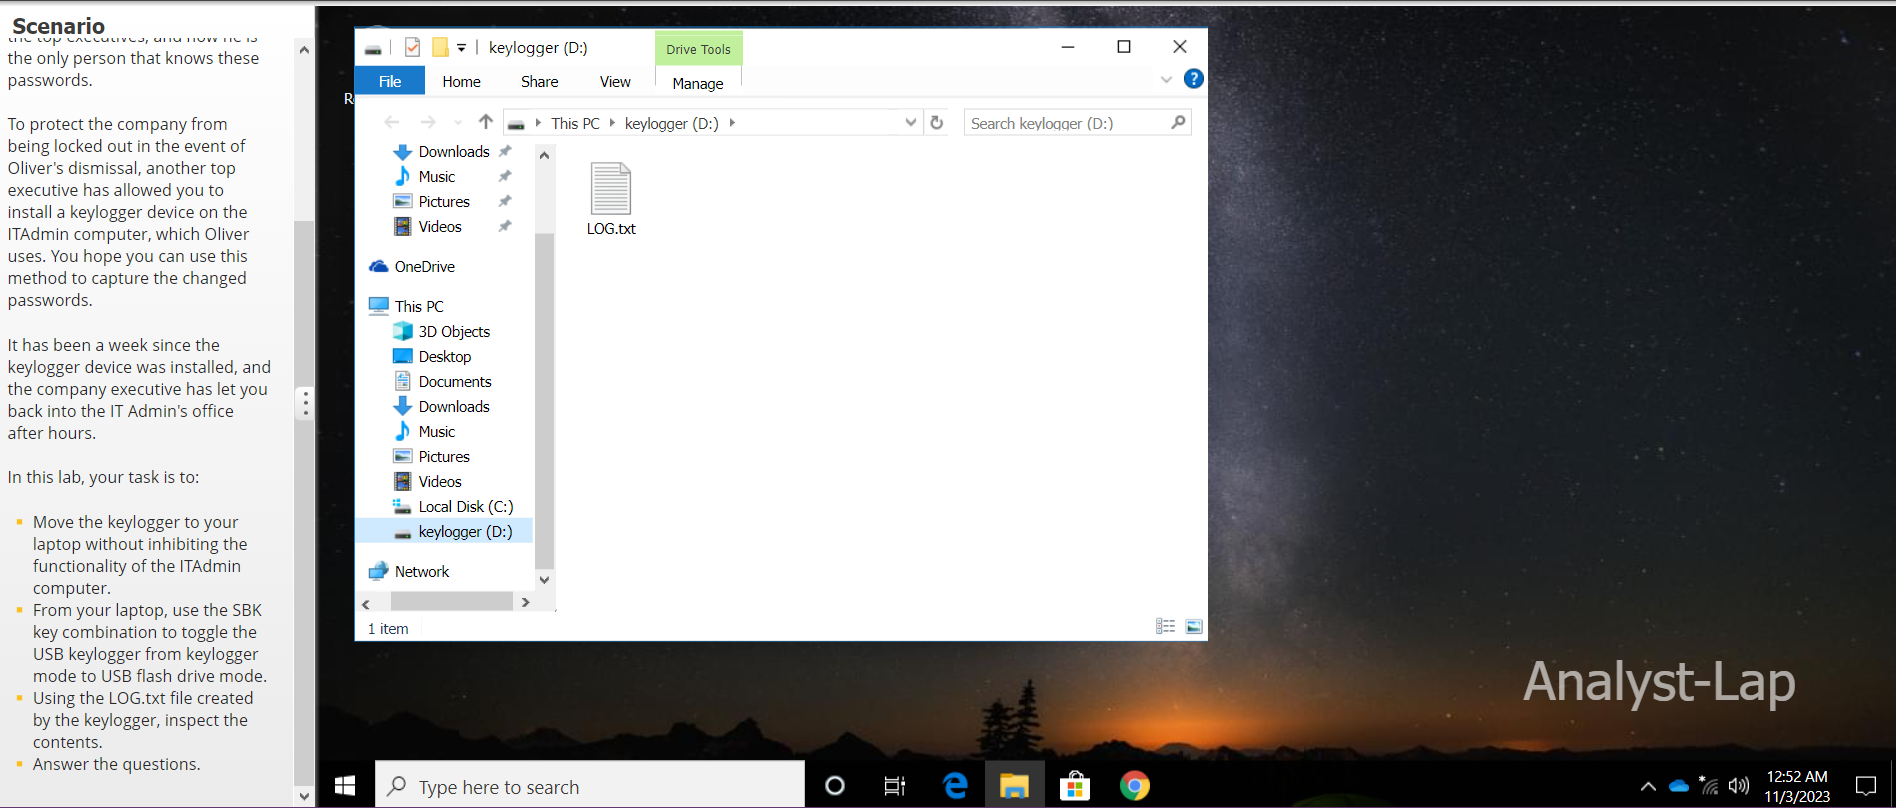 Scenario
the top executives, and now he is
the only person that knows these
passwords.
To protect the company from
being locked out in the event of
Oliver's dismissal, another top
executive has allowed you to
install a keylogger device on the
ITAdmin computer, which Oliver
uses. You hope you can use this
method to capture the changed
passwords.
It has been a week since the
keylogger device was installed, and
the company executive has let you
back into the IT Admin's office
after hours.
In this lab, your task is to:
Move the keylogger to your
laptop without inhibiting the
functionality of the ITAdmin
computer.
From your laptop, use the SBK
key combination to toggle the
USB keylogger from keylogger
mode to USB flash drive mode.
Using the LOG.txt file created
by the keylogger, inspect the
contents.
Answer the questions.
keylogger (D:)
Drive Tools
File
Home
Share
View
Manage
This PC
keylogger (D:)
Search keylogger (D:)
Downloads
Music
Pictures
Videos
OneDrive
This PC
3D Objects
Desktop
Documents
Downloads
Music
Pictures
Videos
Local Disk (C:)
keylogger (D:)
Network
LOG.txt
1 item
Analyst-Lap
Type here to search
12:52 AM
11/3/2023